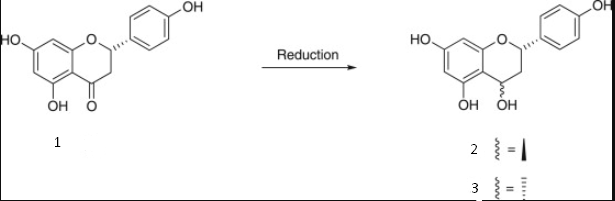 OH
HO
O
OH O
1
Reduction
OH
HO
O
OH OH
2 =
3 =